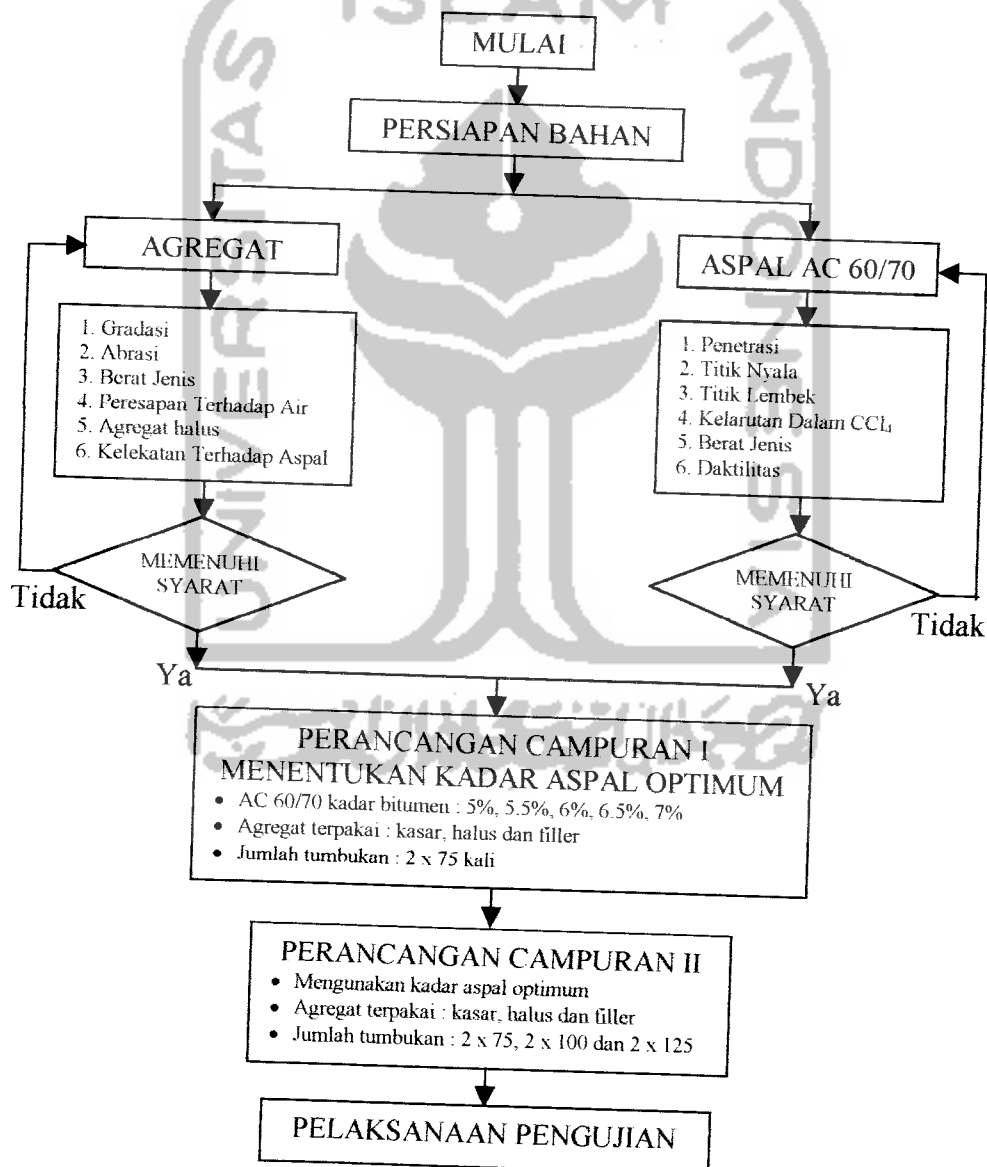 ISLAM
UNIVERSITAS
INDONESIA
MULAI
PERSIAPAN BAHAN
AGREGAT
1. Gradasi
2. Abrasi
3. Berat Jenis
4. Peresapan Terhadap Air
5. Agregat halus
6. Kelekatan Terhadap Aspal
MEMENUHI
SYARAT
Tidak
Ya
ASPAL AC 60/70
1. Penetrasi
2. Titik Nyala
3. Titik Lembek
4. Kelarutan Dalam CCl₄
5. Berat Jenis
6. Daktilitas
MEMENUHI
SYARAT
Tidak
Ya
PERANCANGAN CAMPURAN I
MENENTUKAN KADAR ASPAL OPTIMUM
• AC 60/70 kadar bitumen : 5%, 5.5%, 6%, 6.5%, 7%
• Agregat terpakai : kasar, halus dan filler
• Jumlah tumbukan : 2 x 75 kali
PERANCANGAN CAMPURAN II
• Mengunakan kadar aspal optimum
• Agregat terpakai : kasar, halus dan filler
• Jumlah tumbukan : 2 x 75, 2 x 100 dan 2 x 125
PELAKSANAAN PENGUJIAN